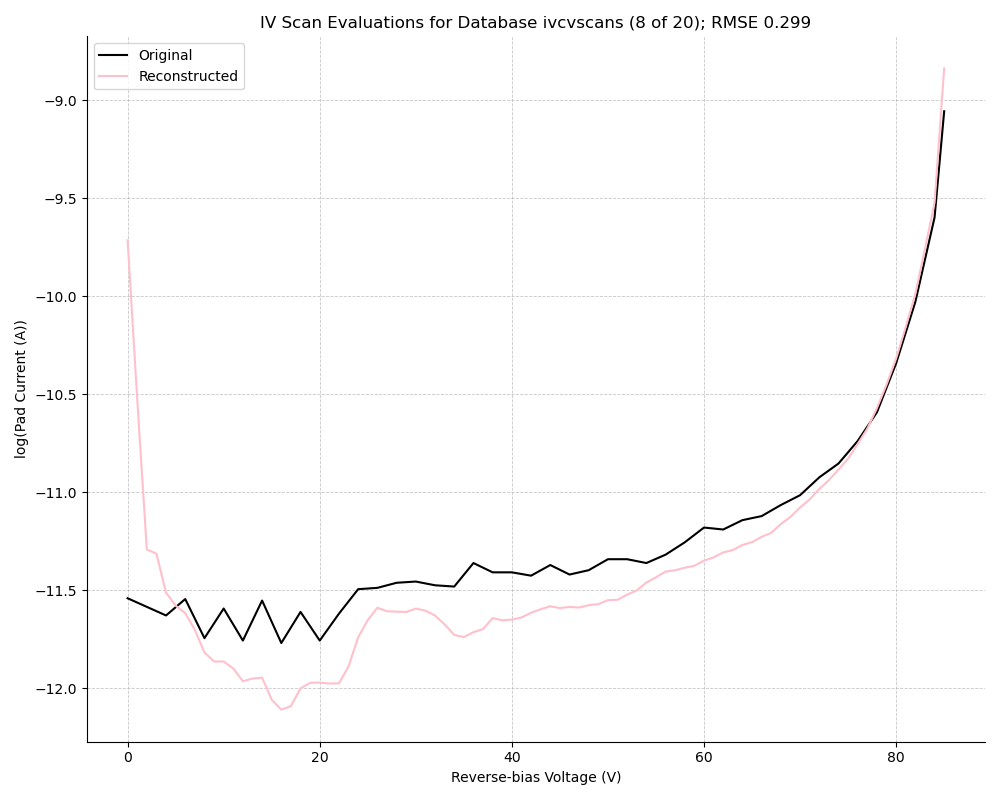 IV Scan Evaluations for Database ivcvscans (8 of 20); RMSE 0.299
Original
Reconstructed
log(Pad Current (A))
−9.0
−9.5
−10.0
−10.5
−11.0
−11.5
−12.0
0 20 40 60 80
Reverse-bias Voltage (V)